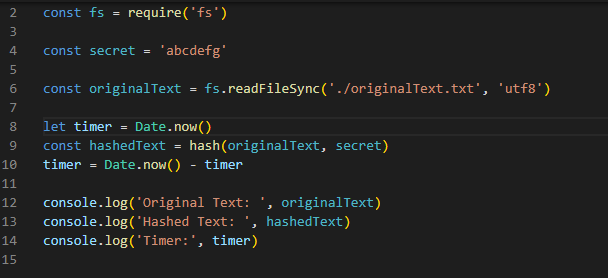 2 const fs = require('fs')
3
4 const secret = 'abcdefg'
5
6 const originalText = fs.readFileSync('./originalText.txt', 'utf8')
7
8 let timer = Date.now()
9 const hashedText = hash(originalText, secret)
10 timer = Date.now() - timer
11
12 console.log('Original Text: ', originalText)
13 console.log('Hashed Text: ', hashedText)
14 console.log('Timer:', timer)
15